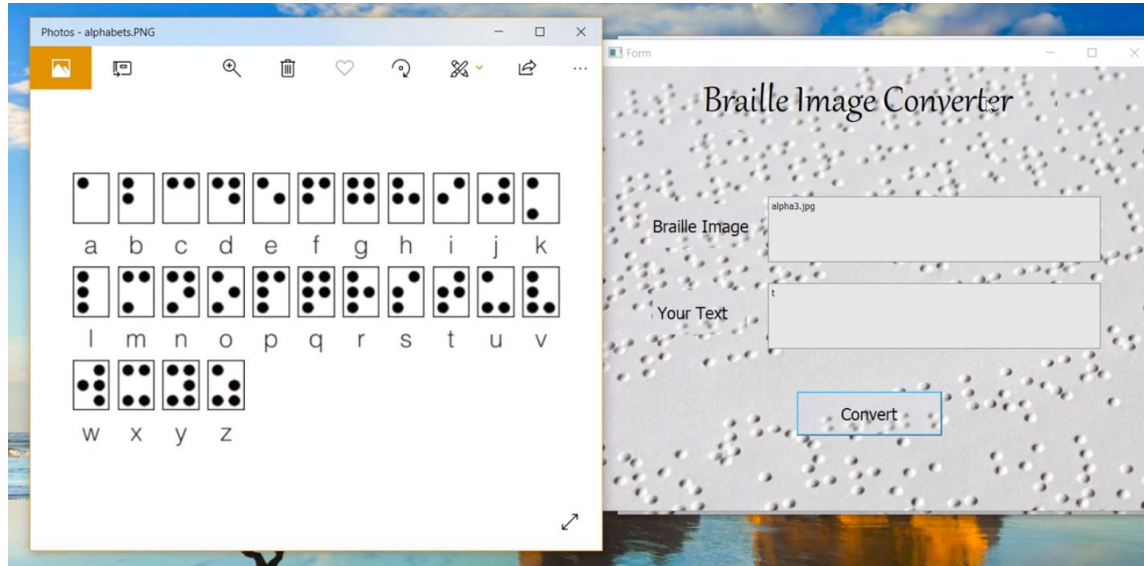 Photos - alphabets.PNG
a b c d e f g h i j k
l m n o p q r s t u v
w x y z
Form
Braille Image Converter
Braille Image
alpha3.jpg
Your Text
t
Convert